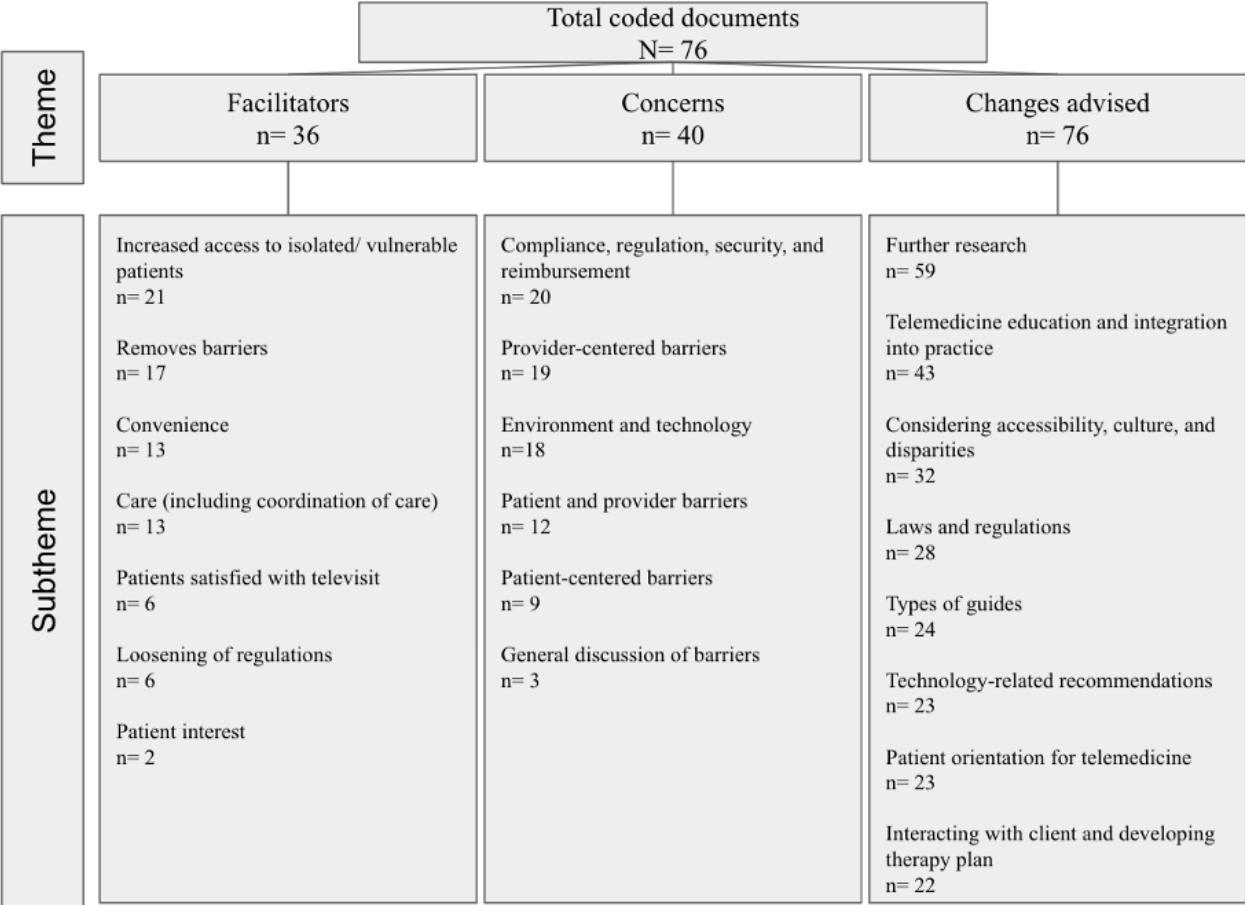 Total coded documents
N= 76
Theme
Facilitators
n= 36
Concerns
n= 40
Changes advised
n= 76
Subtheme
Increased access to isolated/ vulnerable
patients
n= 21
Removes barriers
n= 17
Convenience
n= 13
Care (including coordination of care)
n= 13
Patients satisfied with televisit
n= 6
Loosening of regulations
n= 6
Patient interest
n= 2
Compliance, regulation, security, and
reimbursement
n= 20
Provider-centered barriers
n= 19
Environment and technology
n=18
Patient and provider barriers
n= 12
Patient-centered barriers
n= 9
General discussion of barriers
n= 3
Further research
n= 59
Telemedicine education and integration
into practice
n= 43
Considering accessibility, culture, and
disparities
n= 32
Laws and regulations
n= 28
Types of guides
n= 24
Technology-related recommendations
n= 23
Patient orientation for telemedicine
n= 23
Interacting with client and developing
therapy plan
n= 22